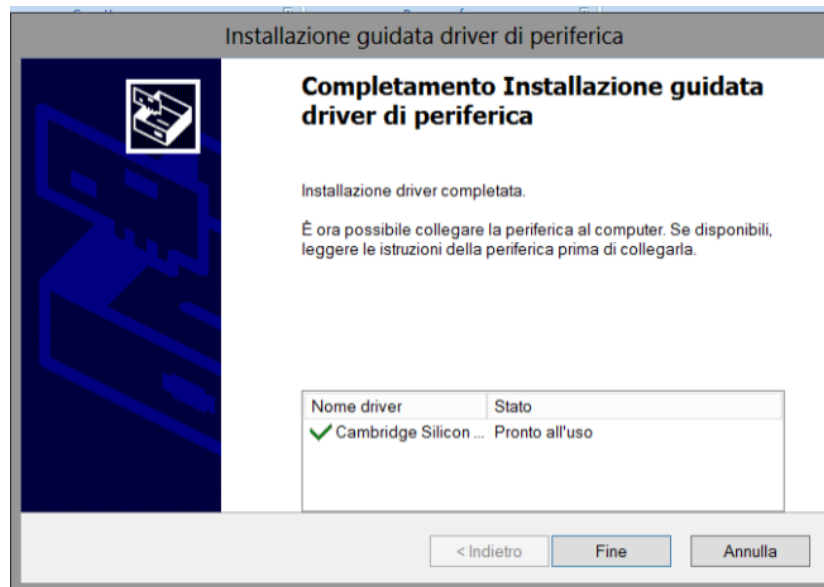 Installazione guidata driver di periferica
Completamento Installazione guidata
driver di periferica
Installazione driver completata.
È ora possibile collegare la periferica al computer. Se disponibili,
leggere le istruzioni della periferica prima di collegarla.
Nome driver Stato
Cambridge Silicon ... Pronto all'uso
< Indietro Fine Annulla